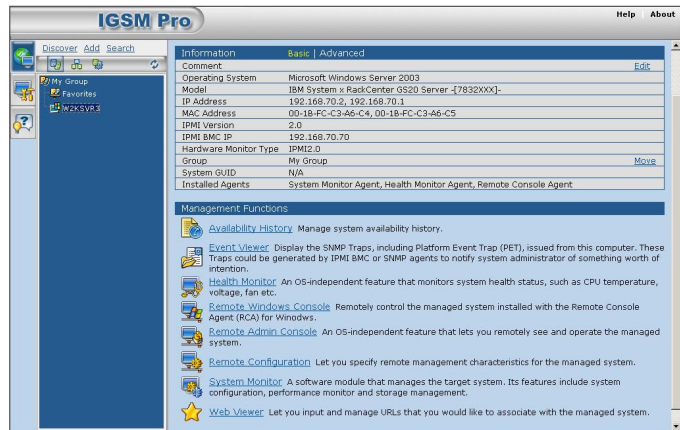 IGSM Pro
Help About
Discover Add Search
My Group
Favorites
W2KSVR3
Information Basic | Advanced
Comment Edit
Operating System Microsoft Windows Server 2003
Model IBM System x RackCenter GS20 Server -[7832XXX]-
IP Address 192.168.70.2, 192.168.70.1
MAC Address 00-1B-FC-C3-A6-C4, 00-1B-FC-C3-A6-C5
IPMI Version 2.0
IPMI BMC IP 192.168.70.70
Hardware Monitor Type IPMI2.0
Group My Group Move
System GUID N/A
Installed Agents System Monitor Agent, Health Monitor Agent, Remote Console Agent
Management Functions
Availability History Manage system availability history.
Event Viewer Display the SNMP Traps, including Platform Event Trap (PET), issued from this computer. These
Traps could be generated by IPMI BMC or SNMP agents to notify system administrator of something worth of
intention.
Health Monitor An OS-independent feature that monitors system health status, such as CPU temperature,
voltage, fan etc.
Remote Windows Console Remotely control the managed system installed with the Remote Console
Agent (RCA) for Winodws.
Remote Admin Console An OS-independent feature that lets you remotely see and operate the managed
system.
Remote Configuration Let you specify remote management characteristics for the managed system.
System Monitor A software module that manages the target system. Its features include system
configuration, performance monitor and storage management.
Web Viewer Let you input and manage URLs that you would like to associate with the managed system.